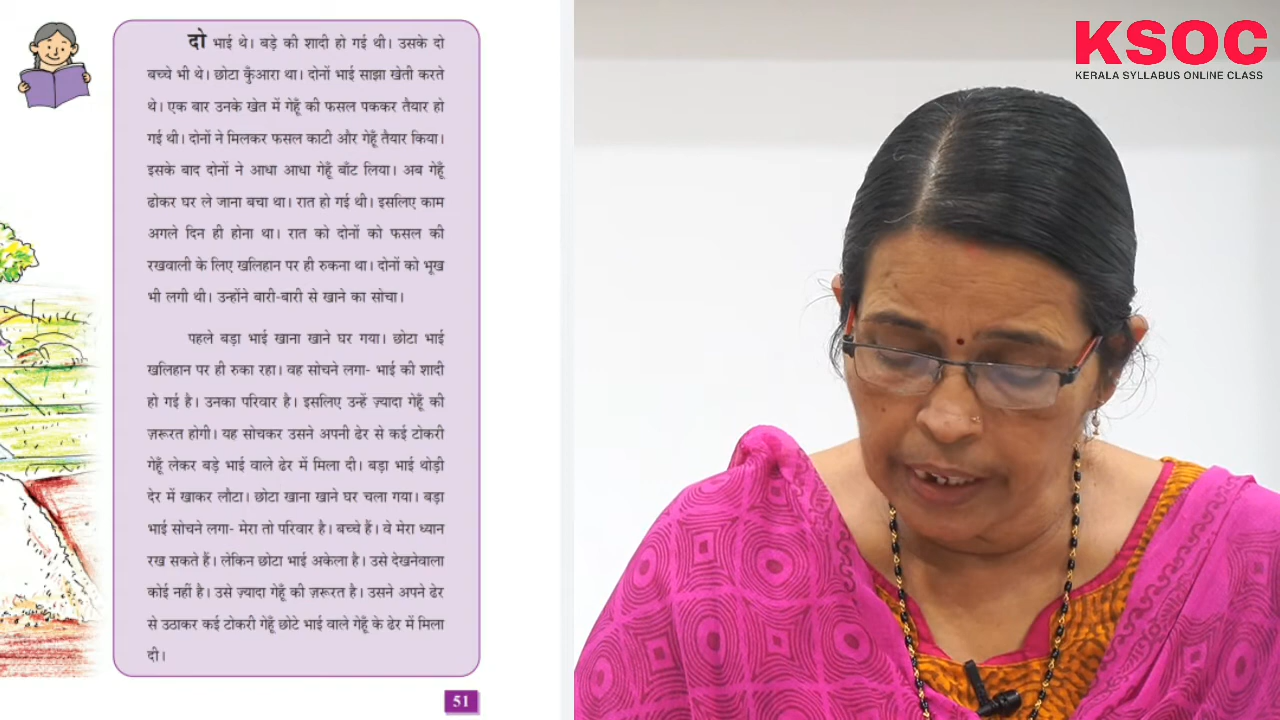 दो भाई थे। बड़े की शादी हो गई थी। उसके दो
बच्चे भी थे। छोटा कुँआरा था। दोनों भाई साझा खेती करते
थे। एक बार उनके खेत में गेहूँ की फसल पककर तैयार हो
गई थी। दोनों ने मिलकर फसल काटी और गेहूँ तैयार किया।
इसके बाद दोनों ने आधा आधा गेहूँ बाँट लिया। अब गेहूँ
ढोकर घर ले जाना बचा था। रात हो गई थी। इसलिए काम
अगले दिन ही होना था। रात को दोनों को फसल की
रखवाली के लिए खलिहान पर ही रुकना था। दोनों को भूख
भी लगी थी। उन्होंने बारी-बारी से खाने का सोचा।
पहले बड़ा भाई खाना खाने घर गया। छोटा भाई
खलिहान पर ही रुका रहा। वह सोचने लगा- भाई की शादी
हो गई है। उनका परिवार है। इसलिए उन्हें ज़्यादा गेहूँ की
ज़रूरत होगी। यह सोचकर उसने अपनी ढेर से कई टोकरी
गेहूँ लेकर बड़े भाई वाले ढेर में मिला दी। बड़ा भाई थोड़ी
देर में खाकर लौटा। छोटा खाना खाने घर चला गया। बड़ा
भाई सोचने लगा- मेरा तो परिवार है। बच्चे हैं। वे मेरा ध्यान
रख सकते हैं। लेकिन छोटा भाई अकेला है। उसे देखनेवाला
कोई नहीं है। उसे ज़्यादा गेहूँ की ज़रूरत है। उसने अपने ढेर
से उठाकर कई टोकरी गेहूँ छोटे भाई वाले गेहूँ के ढेर में मिला
दी।
51
KSOC
KERALA SYLLABUS ONLINE CLASS